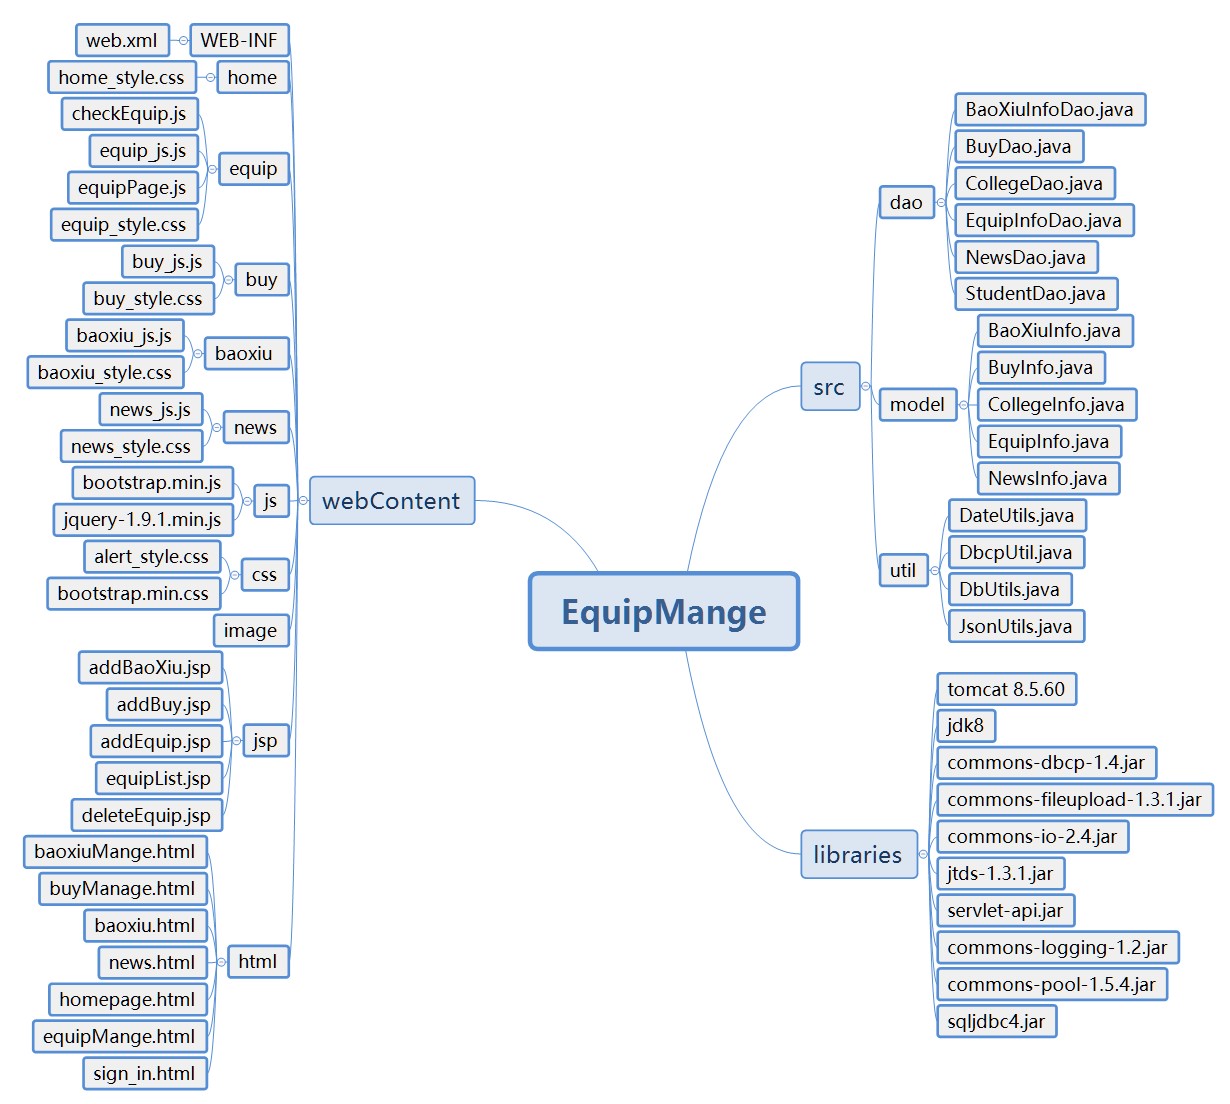 EquipMange
webContent
WEB-INF
web.xml
home
home_style.css
equip
checkEquip.js
equip_js.js
equipPage.js
equip_style.css
buy
buy_js.js
buy_style.css
baoxiu
baoxiu_js.js
baoxiu_style.css
news
news_js.js
news_style.css
js
bootstrap.min.js
jquery-1.9.1.min.js
css
alert_style.css
bootstrap.min.css
image
jsp
addBaoXiu.jsp
addBuy.jsp
addEquip.jsp
equipList.jsp
deleteEquip.jsp
html
baoxiuMange.html
buyManage.html
baoxiu.html
news.html
homepage.html
equipMange.html
sign_in.html
src
dao
BaoXiuInfoDao.java
BuyDao.java
CollegeDao.java
EquipInfoDao.java
NewsDao.java
StudentDao.java
model
BaoXiuInfo.java
BuyInfo.java
CollegeInfo.java
EquipInfo.java
NewsInfo.java
util
DateUtils.java
DbcpUtil.java
DbUtils.java
JsonUtils.java
libraries
tomcat 8.5.60
jdk8
commons-dbcp-1.4.jar
commons-fileupload-1.3.1.jar
commons-io-2.4.jar
jtds-1.3.1.jar
servlet-api.jar
commons-logging-1.2.jar
commons-pool-1.5.4.jar
sqljdbc4.jar